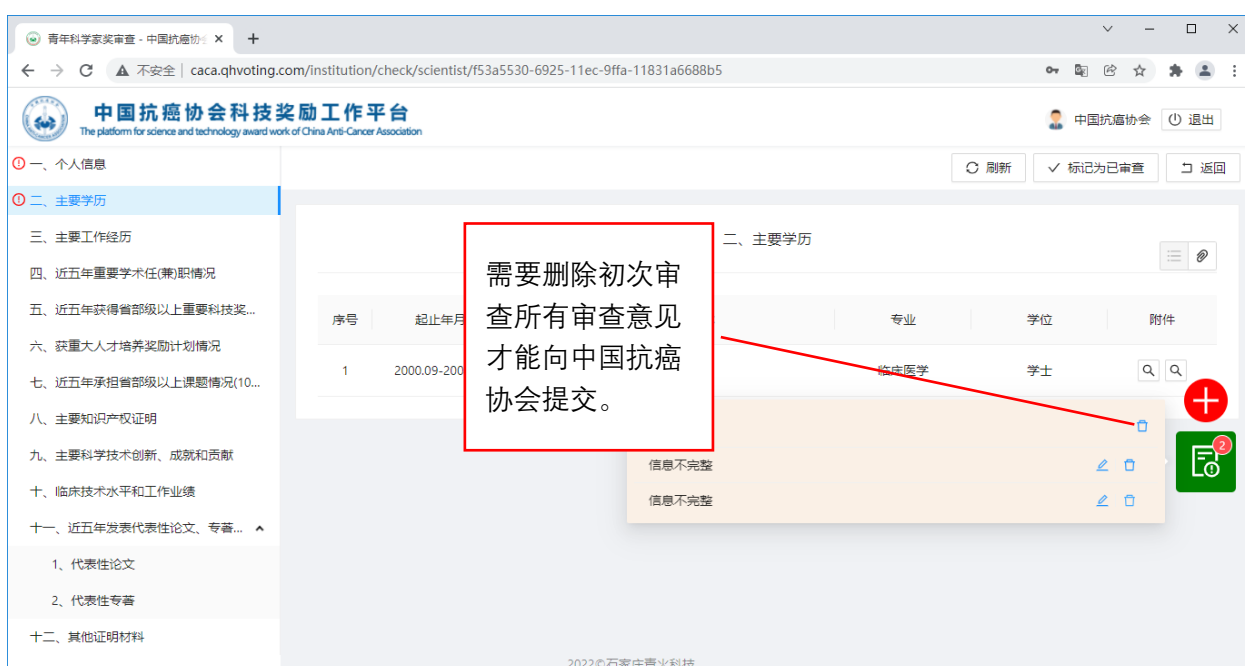 青年科学家奖审查 - 中国抗癌协
不安全 | caca.qhvoting.com/institution/check/scientist/f53a5530-6925-11ec-9ffa-11831a6688b5
中国抗癌协会科技奖励工作平台
The platform for science and technology award work of China Anti-Cancer Association
中国抗癌协会 退出
一、个人信息
刷新 标记为已审查 返回
二、主要学历
三、主要工作经历
四、近五年重要学术任(兼)职情况
五、近五年获得省部级以上重要科技奖...
六、获重大人才培养奖励计划情况
七、近五年承担省部级以上课题情况(10...
八、主要知识产权证明
九、主要科学技术创新、成就和贡献
十、临床技术水平和工作业绩
十一、近五年发表代表性论文、专著...
1、代表性论文
2、代表性专著
十二、其他证明材料
二、主要学历
序号 起止年月 专业 学位 附件
1 2000.09-200 临床医学 学士
需要删除初次审
查所有审查意见
才能向中国抗癌
协会提交。
2
信息不完整
信息不完整
2022©石家庄青火科技